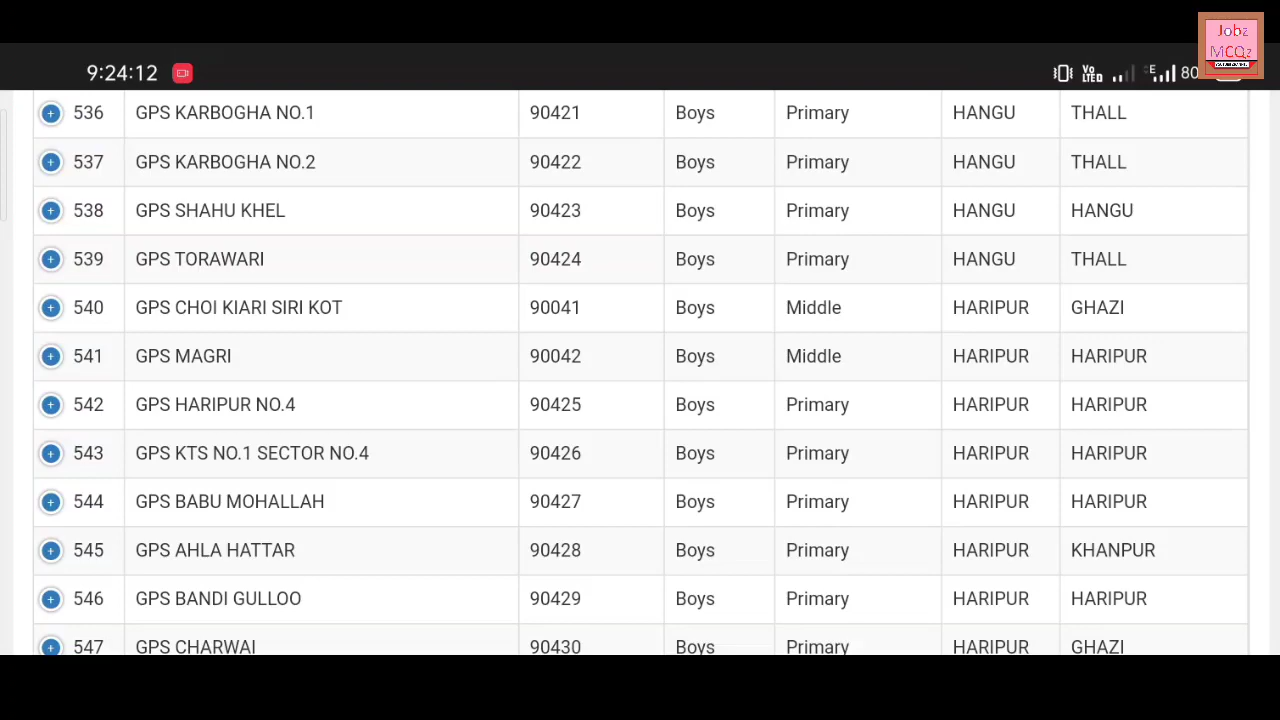 Jobz
MCQz
9:24:12 Vo LTED E 80
536 GPS KARBOGHA NO.1 90421 Boys Primary HANGU THALL
537 GPS KARBOGHA NO.2 90422 Boys Primary HANGU THALL
538 GPS SHAHU KHEL 90423 Boys Primary HANGU HANGU
539 GPS TORAWARI 90424 Boys Primary HANGU THALL
540 GPS CHOI KIARI SIRI KOT 90041 Boys Middle HARIPUR GHAZI
541 GPS MAGRI 90042 Boys Middle HARIPUR HARIPUR
542 GPS HARIPUR NO.4 90425 Boys Primary HARIPUR HARIPUR
543 GPS KTS NO.1 SECTOR NO.4 90426 Boys Primary HARIPUR HARIPUR
544 GPS BABU MOHALLAH 90427 Boys Primary HARIPUR HARIPUR
545 GPS AHLA HATTAR 90428 Boys Primary HARIPUR KHANPUR
546 GPS BANDI GULLOO 90429 Boys Primary HARIPUR HARIPUR
547 GPS CHARWAI 90430 Boys Primary HARIPUR GHAZI